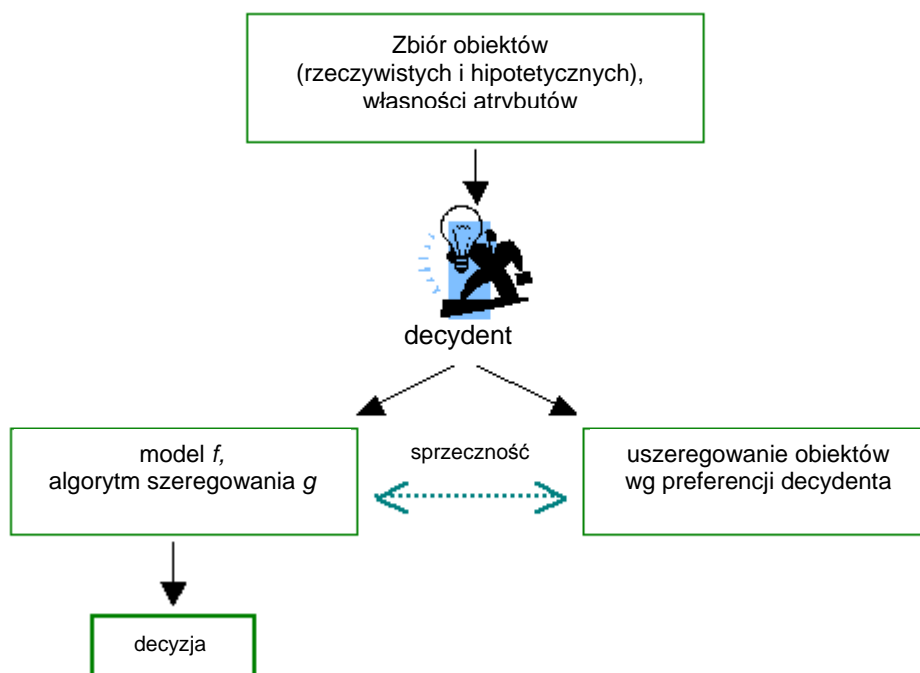 Zbiór obiektów
(rzeczywistych i hipotetycznych),
własności atrybutów
decydent
model f,
algorytm szeregowania g
sprzeczność
uszeregowanie obiektów
wg preferencji decydenta
decyzja